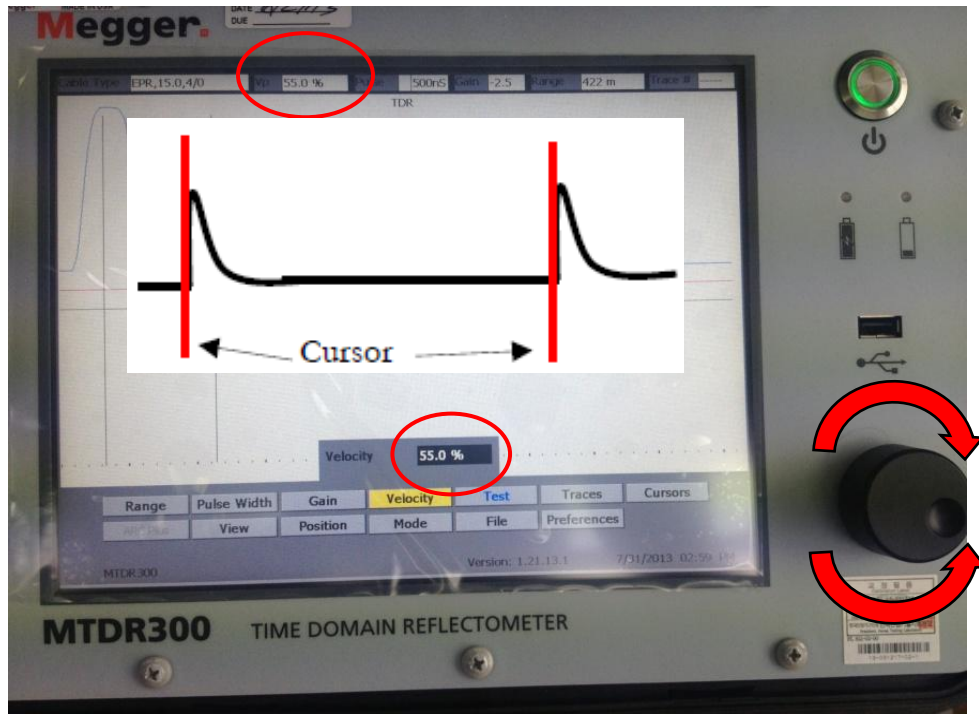 Megger.
DATE
DUE
Cable Type EPR,15.0,4/0 Vp 55.0 % Pulse 500nS Gain -2.5 Range 422 m Trace # ----
TDR
Cursor
Velocity 55.0 %
Range Pulse Width Gain Velocity Test Traces Cursors
View Position Mode File Preferences
MTDR300 Version: 1.21.13.1 7/31/2013 02:59 PM
MTDR300 TIME DOMAIN REFLECTOMETER